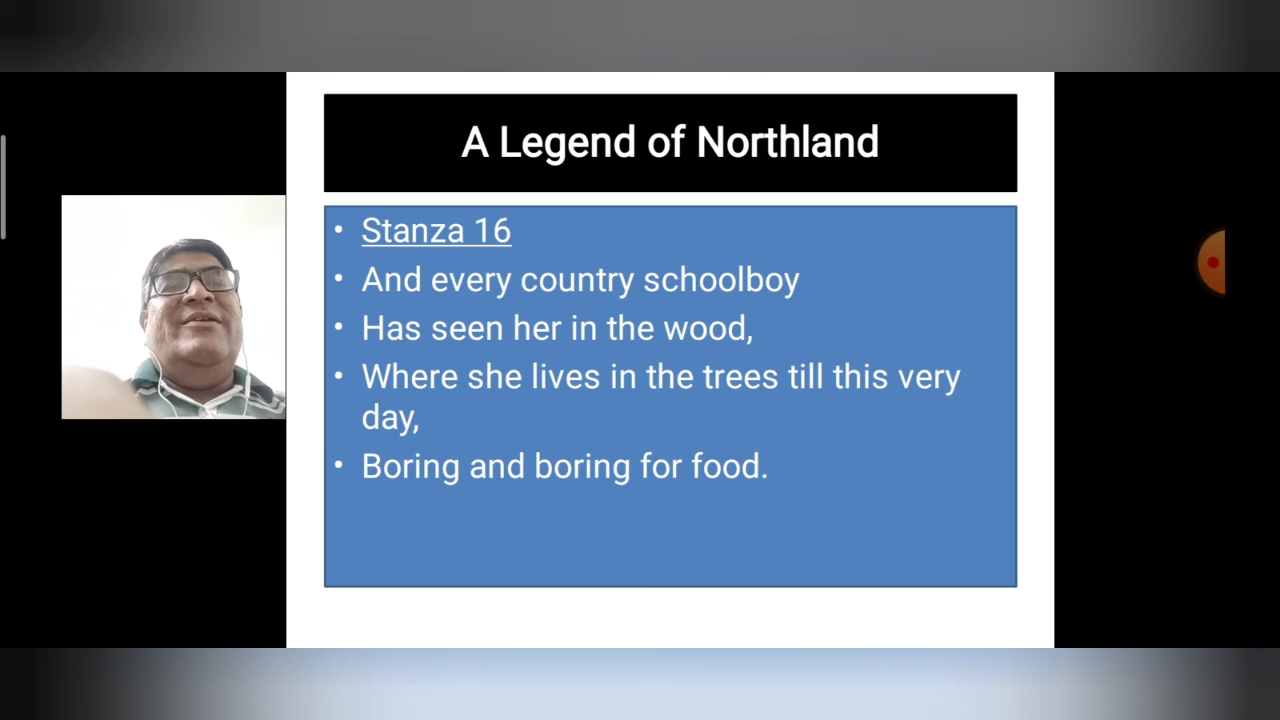 A Legend of Northland
• Stanza 16
• And every country schoolboy
• Has seen her in the wood,
• Where she lives in the trees till this very
day,
• Boring and boring for food.